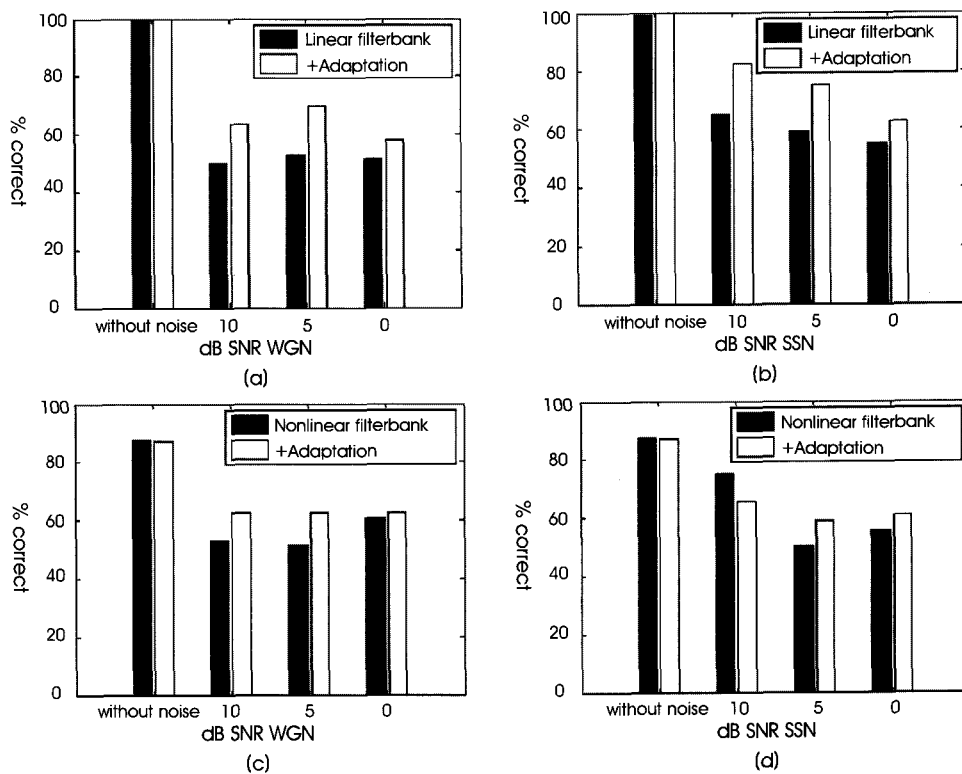 100
80
60
40
20
0
% correct
Linear filterbank
+Adaptation
without noise 10 5 0
dB SNR WGN
(a)
100
80
60
40
20
0
% correct
Linear filterbank
+Adaptation
without noise 10 5 0
dB SNR SSN
(b)
100
80
60
40
20
0
% correct
Nonlinear filterbank
+Adaptation
without noise 10 5 0
dB SNR WGN
(c)
100
80
60
40
20
0
% correct
Nonlinear filterbank
+Adaptation
without noise 10 5 0
dB SNR SSN
(d)